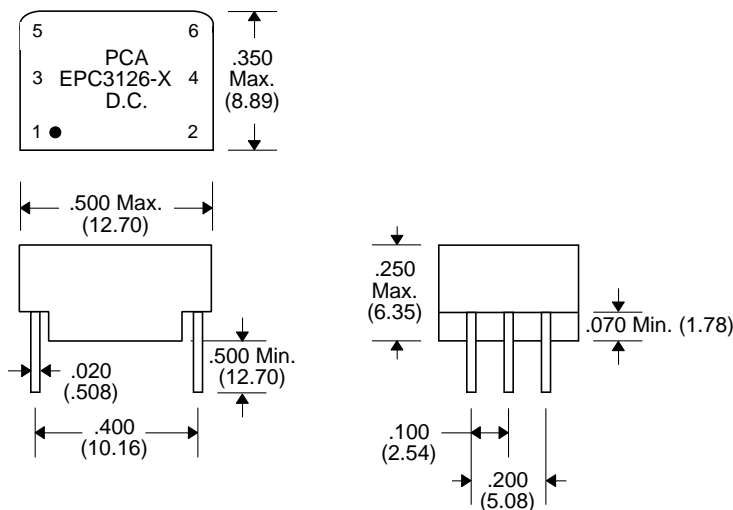 5 6
PCA
3 EPC3126-X 4
D.C.
1 2
.350
Max.
(8.89)
.500 Max.
(12.70)
.250
Max.
(6.35)
.070 Min. (1.78)
.020
(.508)
.500 Min.
(12.70)
.400
(10.16)
.100
(2.54)
.200
(5.08)